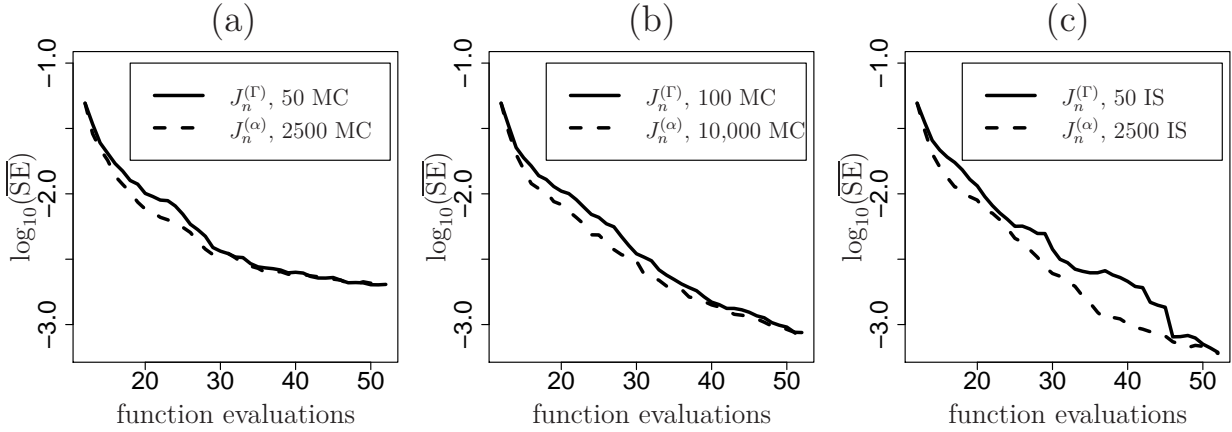 (a)
(b)
(c)
log₁₀(S̅E̅)
-1.0
-2.0
-3.0
J_n^(Γ), 50 MC
J_n^(α), 2500 MC
20 30 40 50
function evaluations
log₁₀(S̅E̅)
-1.0
-2.0
-3.0
J_n^(Γ), 100 MC
J_n^(α), 10,000 MC
20 30 40 50
function evaluations
log₁₀(S̅E̅)
-1.0
-2.0
-3.0
J_n^(Γ), 50 IS
J_n^(α), 2500 IS
20 30 40 50
function evaluations